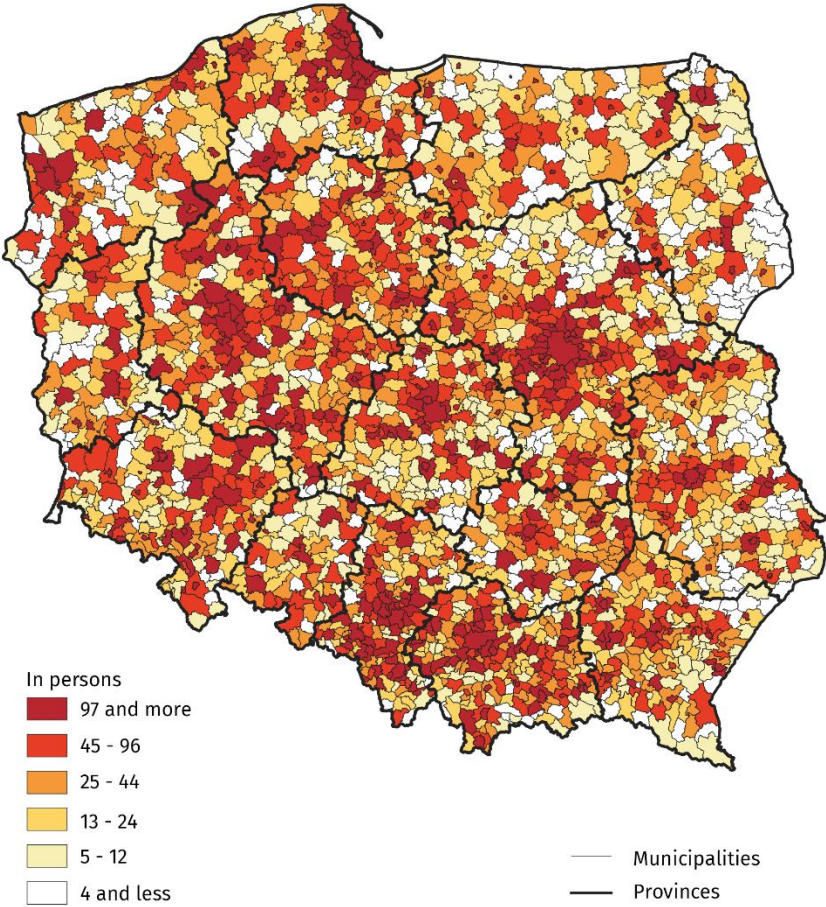 In persons
97 and more
45 - 96
25 - 44
13 - 24
5 - 12
4 and less
Municipalities
Provinces